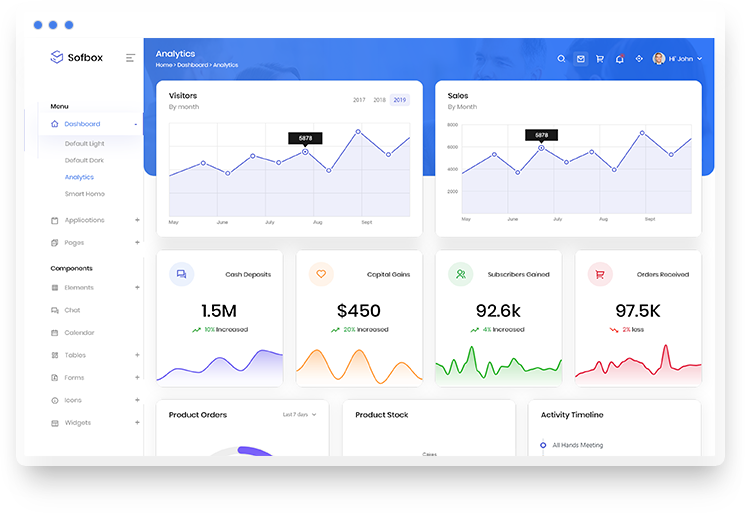 Sofbox
Analytics
Home > Dashboard > Analytics
Hi' John
Menu
Dashboard
Default Light
Default Dark
Analytics
Smart Home
Applications +
Pages +
Components
Elements +
Chat
Calendar
Tables +
Forms +
Icons +
Widgets +
Visitors
By month
2017 2018 2019
5878
May June July Aug Sept
Sales
By Month
8000
6000
4000
2000
5878
May June July Aug Sept
Cash Deposits
1.5M
10% Increased
Capital Gains
$450
20% Increased
Subscribers Gained
92.6k
4% Increased
Orders Received
97.5K
2% loss
Product Orders
Last 7 days
Product Stock
Cases
Activity Timeline
All Hands Meeting